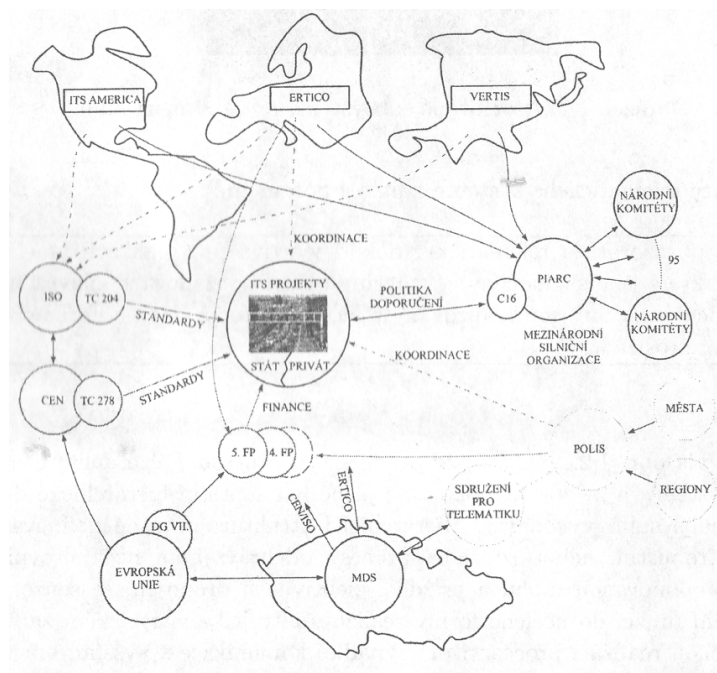 ITS AMERICA
ERTICO
VERTIS
NÁRODNÍ
KOMITÉTY
KOORDINACE
95
ITS PROJEKTY
PIARC
ISO
TC 204
POLITIKA
DOPORUČENÍ
C16
STANDARDY
NÁRODNÍ
KOMITÉTY
MEZINÁRODNÍ
SILNIČNÍ
ORGANIZACE
STÁT
PRIVÁT
KOORDINACE
CEN
TC 278
STANDARDY
FINANCE
MĚSTA
5. FP
4. FP
POLIS
REGIONY
SDRUŽENÍ
PRO
TELEMATIKU
ERTICO
CEN/ISO
DG VII.
EVROPSKÁ
UNIE
MDS